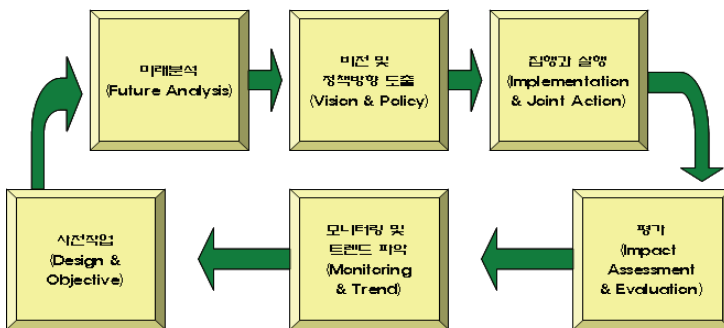 미래분석
(Future Analysis)
비전 및
정책방향 도출
(Vision & Policy)
집행과 실행
(Implementation
& Joint Action)
사전작업
(Design &
Objective)
모니터링 및
트렌드 파악
(Monitoring
& Trend)
평가
(Impact
Assessment
& Evaluation)